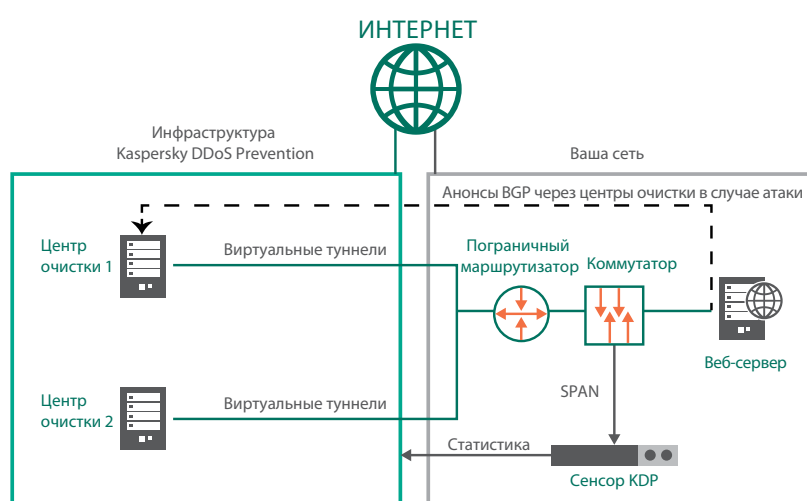 ИНТЕРНЕТ
Инфраструктура
Kaspersky DDoS Prevention
Ваша сеть
Анонсы BGP через центры очистки в случае атаки
Центр
очистки 1
Виртуальные туннели
Пограничный
маршрутизатор
Коммутатор
Веб-сервер
Центр
очистки 2
Виртуальные туннели
SPAN
Статистика
Сенсор KDP